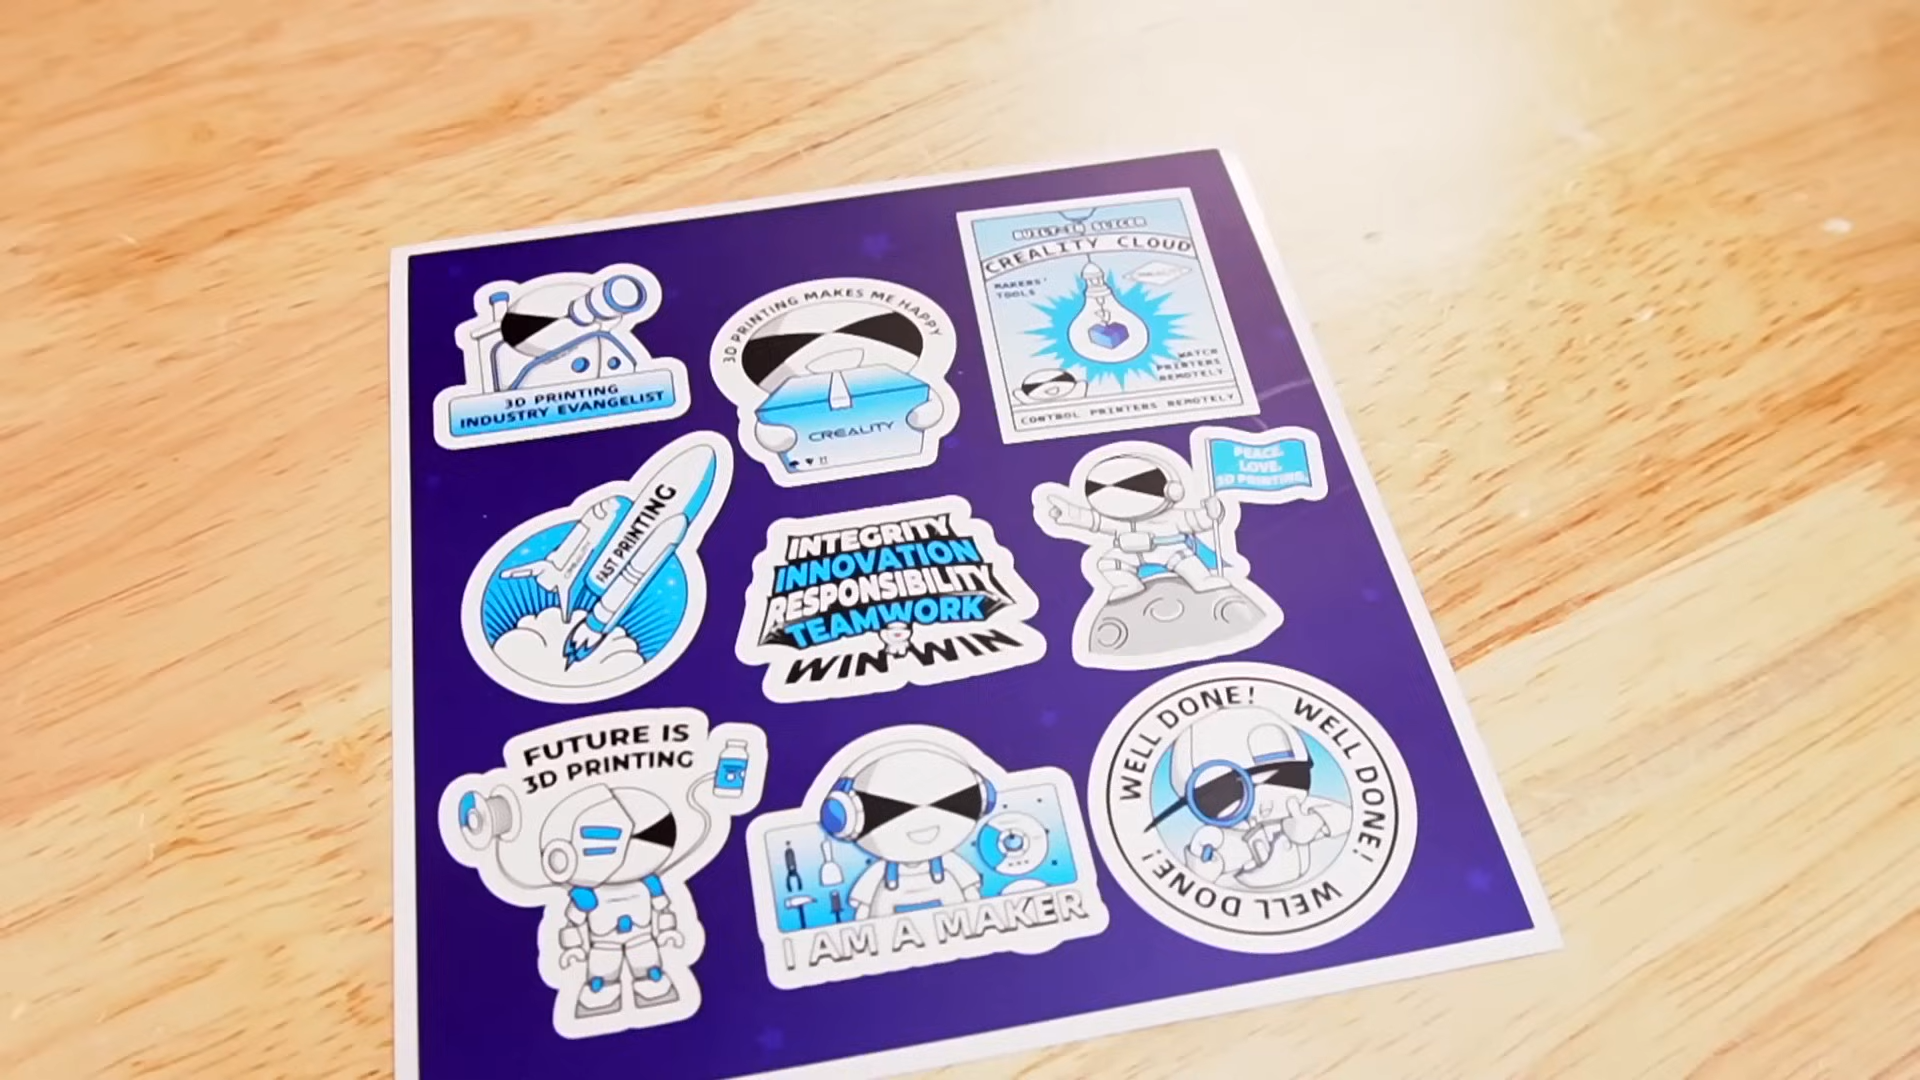 3D PRINTING
INDUSTRY EVANGELIST
3D PRINTING MAKES ME HAPPY
CREALITY
BUILT-IN SLICER
CREALITY CLOUD
MAKERS'
TOOLS
WATCH
PRINTERS
REMOTELY
CONTROL PRINTERS REMOTELY
CREALITY
FAST PRINTING
INTEGRITY
INNOVATION
RESPONSIBILITY
TEAMWORK
WIN-WIN
PEACE.
LOVE.
3D PRINTING.
FUTURE IS
3D PRINTING
I AM A MAKER
WELL DONE! WELL DONE! WELL DONE!